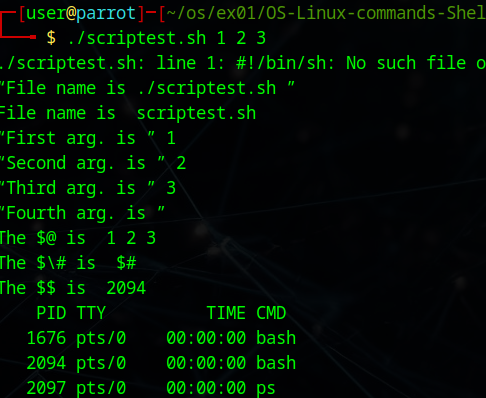 ┌─[user@parrot]─[~/os/ex01/OS-Linux-commands-Shel
└──╼ $ ./scriptest.sh 1 2 3
./scriptest.sh: line 1: #!/bin/sh: No such file o
“File name is ./scriptest.sh ”
File name is  scriptest.sh
“First arg. is ” 1
“Second arg. is ” 2
“Third arg. is ” 3
“Fourth arg. is ”
The $@ is  1 2 3
The $\# is  $#
The $$ is  2094
    PID TTY          TIME CMD
   1676 pts/0    00:00:00 bash
   2094 pts/0    00:00:00 bash
   2097 pts/0    00:00:00 ps